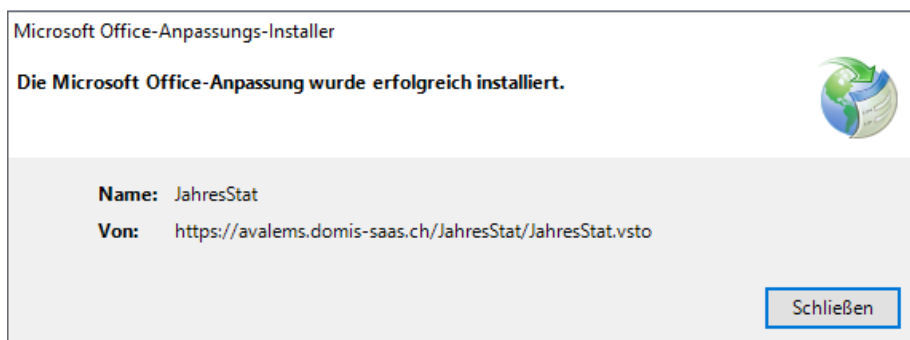 Microsoft Office-Anpassungs-Installer
Die Microsoft Office-Anpassung wurde erfolgreich installiert.
Name: JahresStat
Von: https://avalems.domis-saas.ch/JahresStat/JahresStat.vsto
Schließen